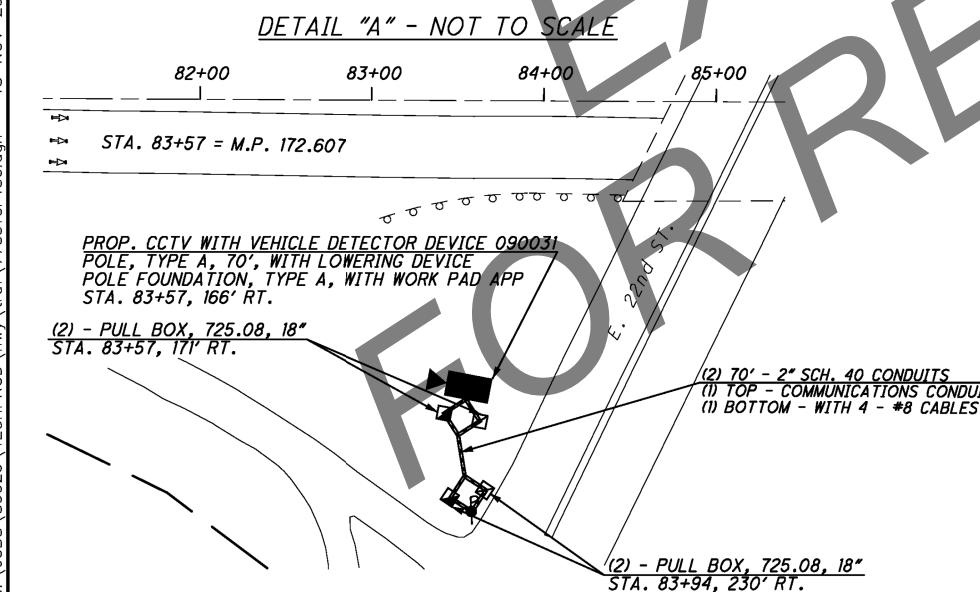 DETAIL "A" - NOT TO SCALE
82+00 83+00 84+00 85+00
STA. 83+57 = M.P. 172.607
PROP. CCTV WITH VEHICLE DETECTOR DEVICE 090031
POLE, TYPE A, 70', WITH LOWERING DEVICE
POLE FOUNDATION, TYPE A, WITH WORK PAD APP
STA. 83+57, 166' RT.
E. 22nd ST.
(2) - PULL BOX, 725.08, 18"
STA. 83+57, 171' RT.
(2) 70' - 2" SCH. 40 CONDUITS
(1) TOP - COMMUNICATIONS CONDU
(1) BOTTOM - WITH 4 - #8 CABLES
(2) - PULL BOX, 725.08, 18"
STA. 83+94, 230' RT.
FOR RE